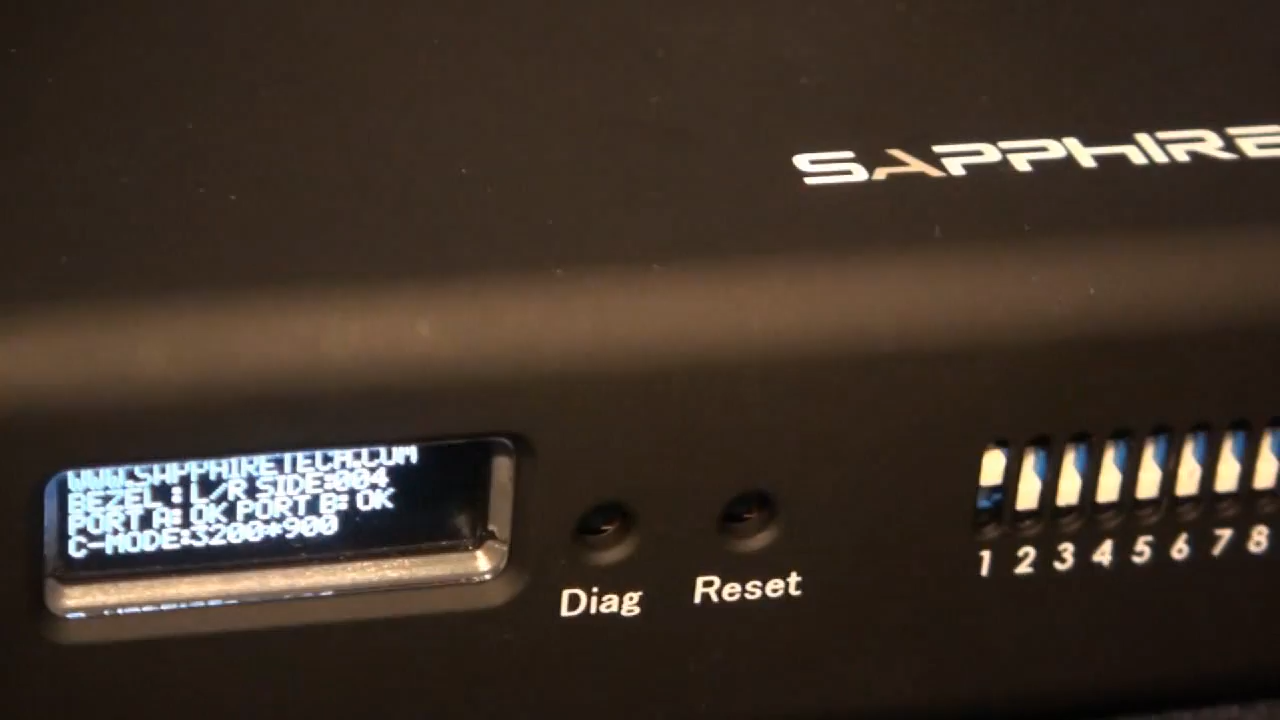 SAPPHIRE
WWW.SAPPHIRETECH.COM
BEZEL : L/R SIDE:004
PORT A: OK PORT B: OK
C-MODE:3200*900
Diag
Reset
1 2 3 4 5 6 7 8